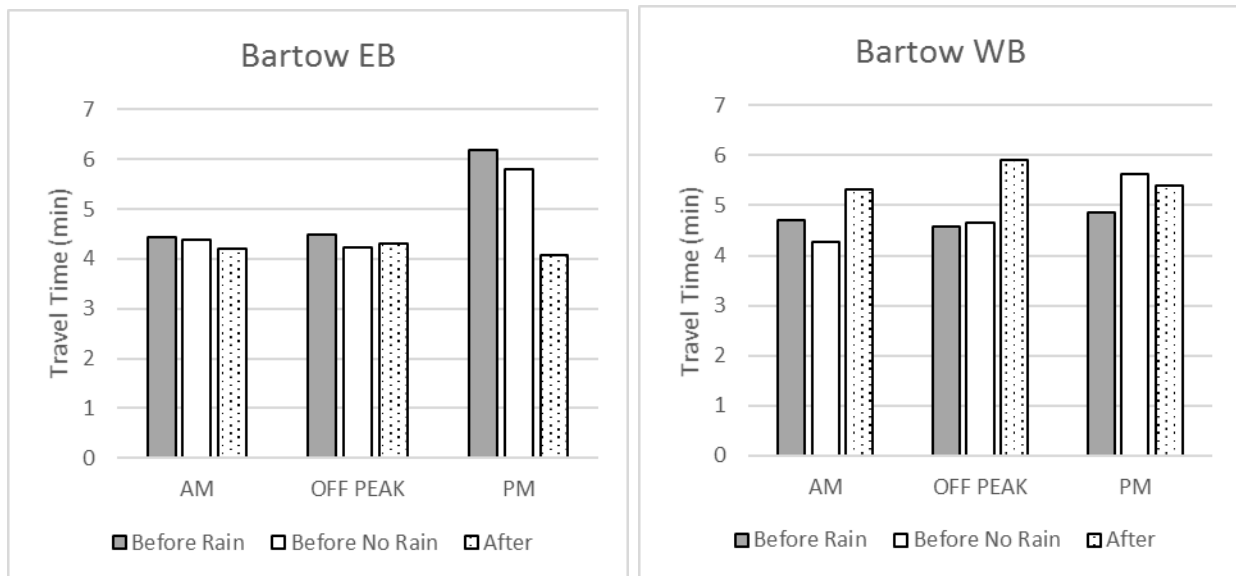 Bartow EB
7
6
5
4
3
2
1
0
Travel Time (min)
AM OFF PEAK PM
Before Rain Before No Rain After
Bartow WB
7
6
5
4
3
2
1
0
Travel Time (min)
AM OFF PEAK PM
Before Rain Before No Rain After